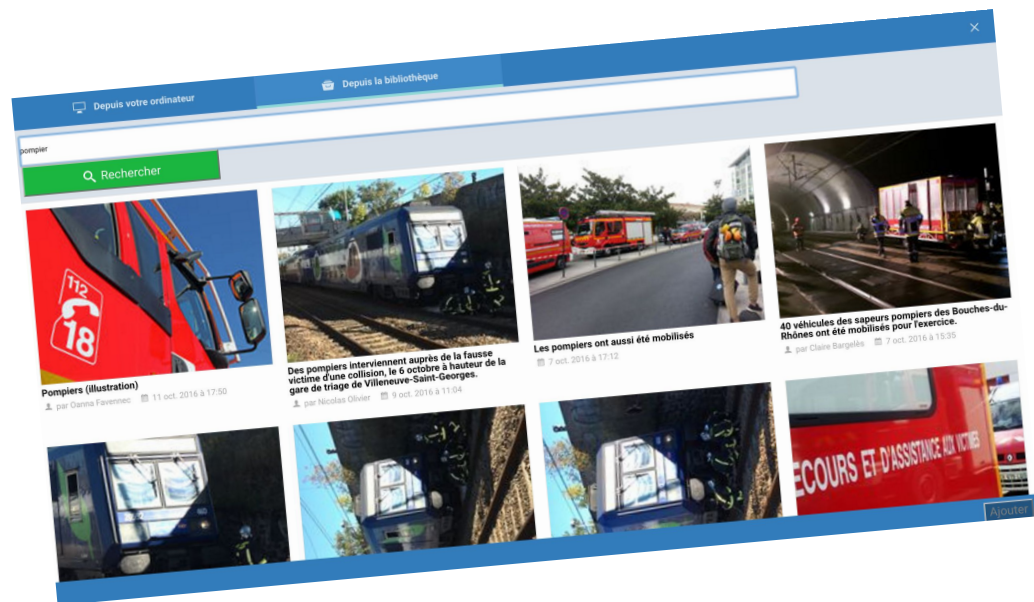 Depuis votre ordinateur
Depuis la bibliothèque
×
pompier
Rechercher
112
18
Pompiers (illustration)
par Oanna Favennec 11 oct. 2016 à 17:50
Des pompiers interviennent auprès de la fausse
victime d'une collision, le 6 octobre à hauteur de la
gare de triage de Villeneuve-Saint-Georges.
par Nicolas Olivier 9 oct. 2016 à 11:04
Les pompiers ont aussi été mobilisés
7 oct. 2016 à 17:12
40 véhicules des sapeurs pompiers des Bouches-du-
Rhônes ont été mobilisés pour l'exercice.
par Claire Bargelès 7 oct. 2016 à 15:35
ECOURS ET D'ASSISTANCE AUX VICTIMES
Ajouter